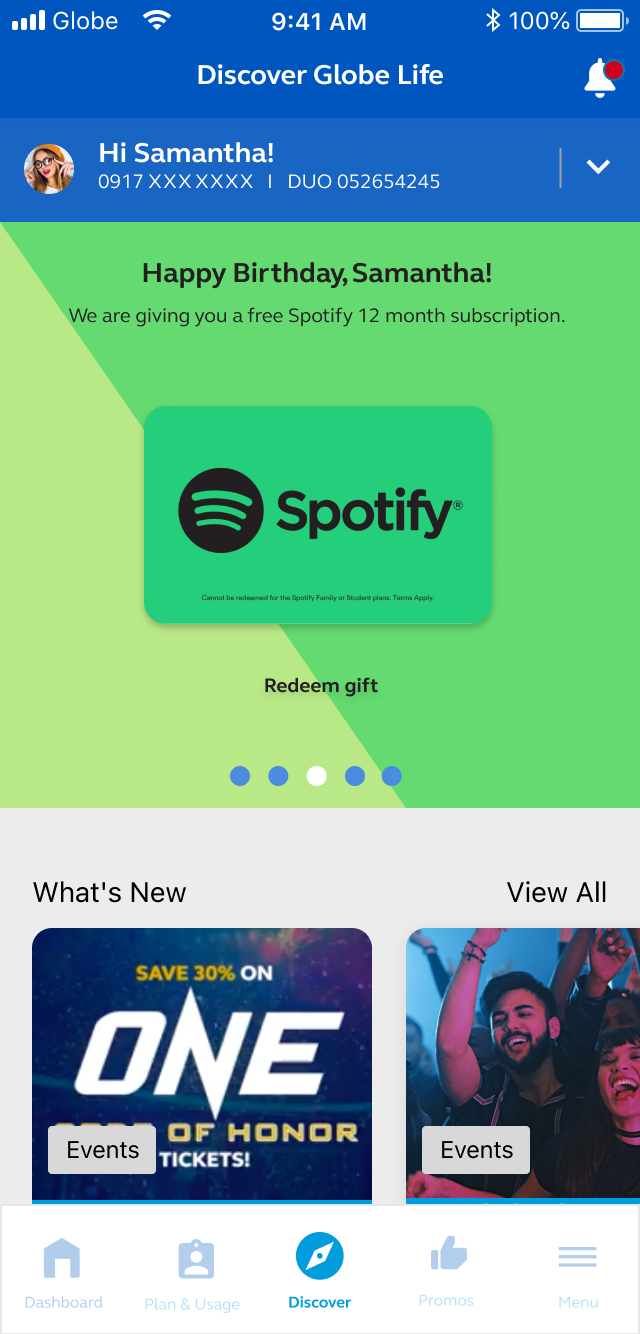 Globe 9:41 AM 100%
Discover Globe Life
Hi Samantha!
0917 XXX XXXX I DUO 052654245
Happy Birthday, Samantha!
We are giving you a free Spotify 12 month subscription.
Spotify®
Cannot be redeemed for the Spotify Family or Student plans. Terms Apply.
Redeem gift
What's New View All
SAVE 30% ON
ONE
OF HONOR
TICKETS!
Events
Events
Dashboard Plan & Usage Discover Promos Menu